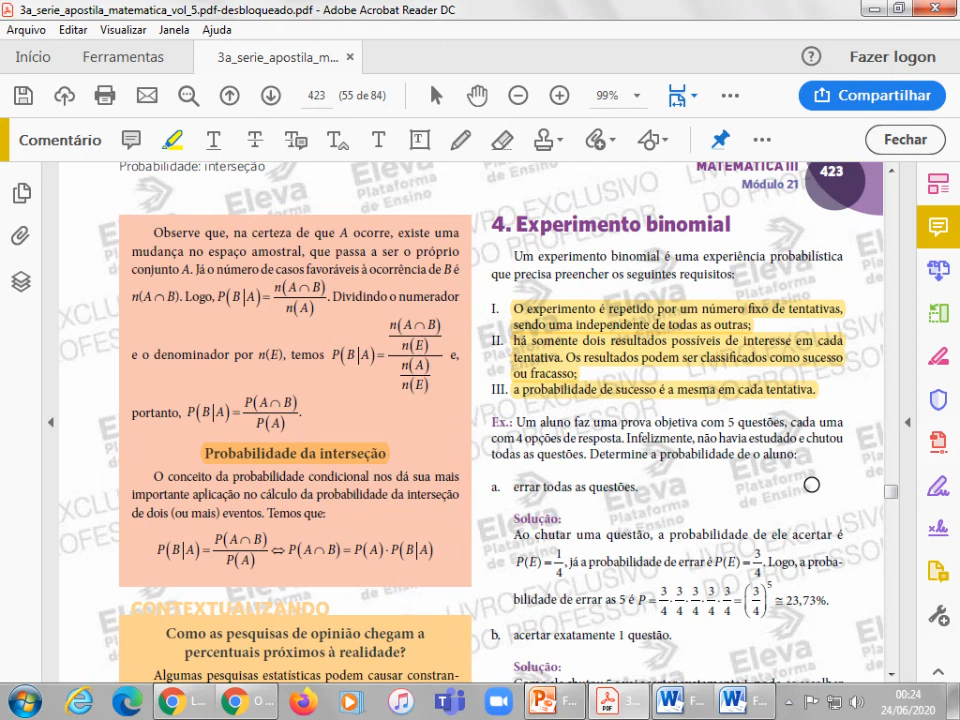 3a_serie_apostila_matematica_vol_5.pdf-desbloqueado.pdf - Adobe Acrobat Reader DC
Arquivo Editar Visualizar Janela Ajuda
Início Ferramentas 3a_serie_apostila_m... × Fazer logon
423 (55 de 84) 99% Compartilhar
Comentário Fechar
Probabilidade: interseção
MATEMÁTICA III 423
Módulo 21
Observe que, na certeza de que A ocorre, existe uma
mudança no espaço amostral, que passa a ser o próprio
conjunto A. Já o número de casos favoráveis à ocorrência de B é
n(A ∩ B). Logo, P(B|A) = n(A ∩ B)/n(A). Dividindo o numerador
e o denominador por n(E), temos P(B|A) = (n(A ∩ B)/n(E))/(n(A)/n(E)) e,
portanto, P(B|A) = P(A ∩ B)/P(A).
Probabilidade da interseção
O conceito da probabilidade condicional nos dá sua mais
importante aplicação no cálculo da probabilidade da interseção
de dois (ou mais) eventos. Temos que:
P(B|A) = P(A ∩ B)/P(A) ⇔ P(A ∩ B) = P(A) · P(B|A)
CONTEXTUALIZANDO
Como as pesquisas de opinião chegam a
percentuais próximos à realidade?
Algumas pesquisas estatísticas podem causar constran-
4. Experimento binomial
Um experimento binomial é uma experiência probabilística
que precisa preencher os seguintes requisitos:
I. O experimento é repetido por um número fixo de tentativas,
sendo uma independente de todas as outras;
II. há somente dois resultados possíveis de interesse em cada
tentativa. Os resultados podem ser classificados como sucesso
ou fracasso;
III. a probabilidade de sucesso é a mesma em cada tentativa.
Ex.: Um aluno faz uma prova objetiva com 5 questões, cada uma
com 4 opções de resposta. Infelizmente, não havia estudado e chutou
todas as questões. Determine a probabilidade de o aluno:
a. errar todas as questões.
Solução:
Ao chutar uma questão, a probabilidade de ele acertar é
P(E) = 1/4, já a probabilidade de errar é P(E) = 3/4. Logo, a proba-
bilidade de errar as 5 é P = 3/4 · 3/4 · 3/4 · 3/4 · 3/4 = (3/4)^5 ≅ 23,73%.
b. acertar exatamente 1 questão.
Solução:
Eleva
Plataforma
de Ensino
LIVRO EXCLUSIVO
DO PROFESSOR
L... O ... F... 3... F... F...
00:24
24/06/2020